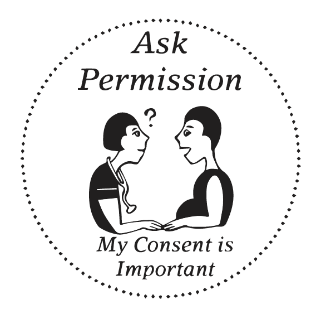 Ask
Permission
?
My Consent is
Important